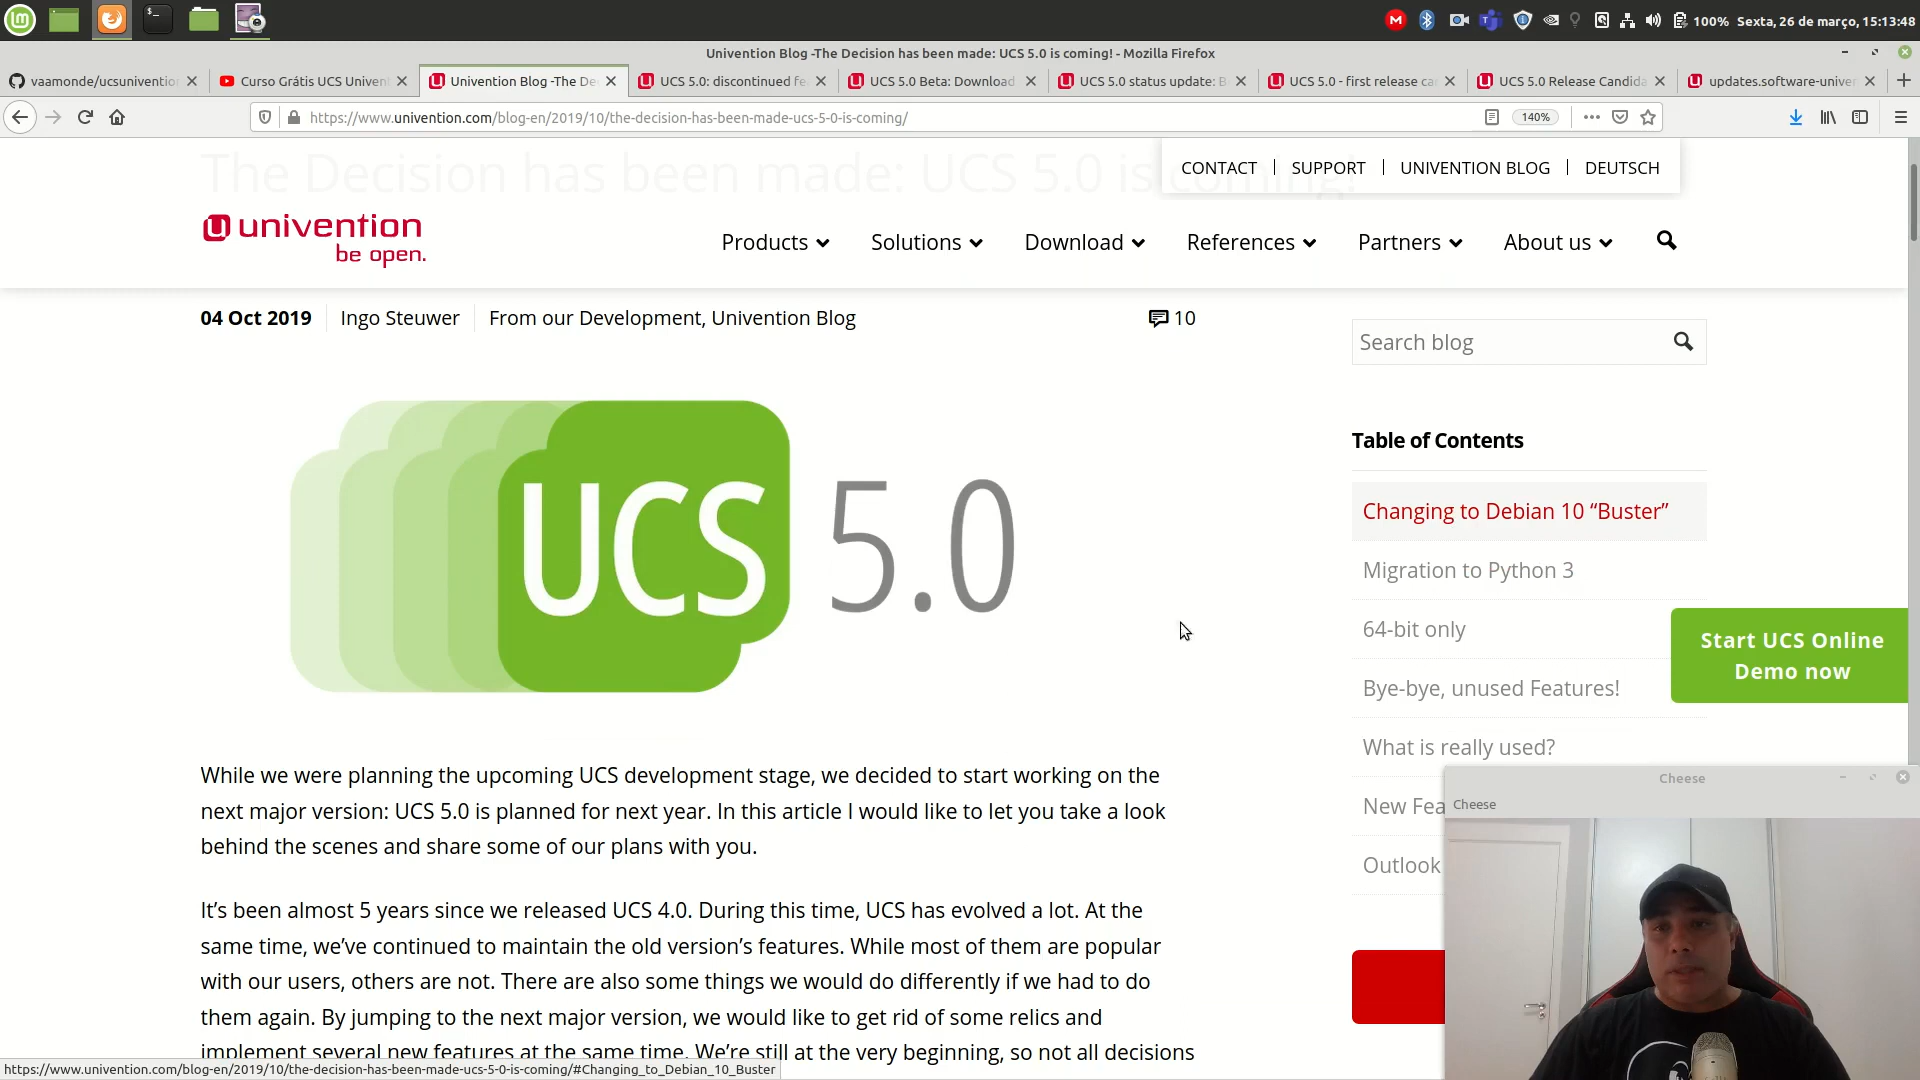 100%
Sexta, 26 de março, 15:13:48
Univention Blog -The Decision has been made: UCS 5.0 is coming! - Mozilla Firefox
vaamonde/ucsunivention
Curso Grátis UCS Univent
Univention Blog -The De
UCS 5.0: discontinued fe
UCS 5.0 Beta: Download
UCS 5.0 status update: B
UCS 5.0 - first release ca
UCS 5.0 Release Candida
updates.software-univer
https://www.univention.com/blog-en/2019/10/the-decision-has-been-made-ucs-5-0-is-coming/
140%
The Decision has been made: UCS 5.0 is coming!
CONTACT
SUPPORT
UNIVENTION BLOG
DEUTSCH
univention
be open.
Products
Solutions
Download
References
Partners
About us
04 Oct 2019
Ingo Steuwer
From our Development, Univention Blog
10
Search blog
UCS 5.0
Table of Contents
Changing to Debian 10 “Buster”
Migration to Python 3
64-bit only
Bye-bye, unused Features!
What is really used?
New Fea
Outlook
Start UCS Online
Demo now
While we were planning the upcoming UCS development stage, we decided to start working on the
next major version: UCS 5.0 is planned for next year. In this article I would like to let you take a look
behind the scenes and share some of our plans with you.
It’s been almost 5 years since we released UCS 4.0. During this time, UCS has evolved a lot. At the
same time, we’ve continued to maintain the old version’s features. While most of them are popular
with our users, others are not. There are also some things we would do differently if we had to do
them again. By jumping to the next major version, we would like to get rid of some relics and
implement several new features at the same time. We’re still at the very beginning, so not all decisions
https://www.univention.com/blog-en/2019/10/the-decision-has-been-made-ucs-5-0-is-coming/#Changing_to_Debian_10_Buster
Cheese
Cheese